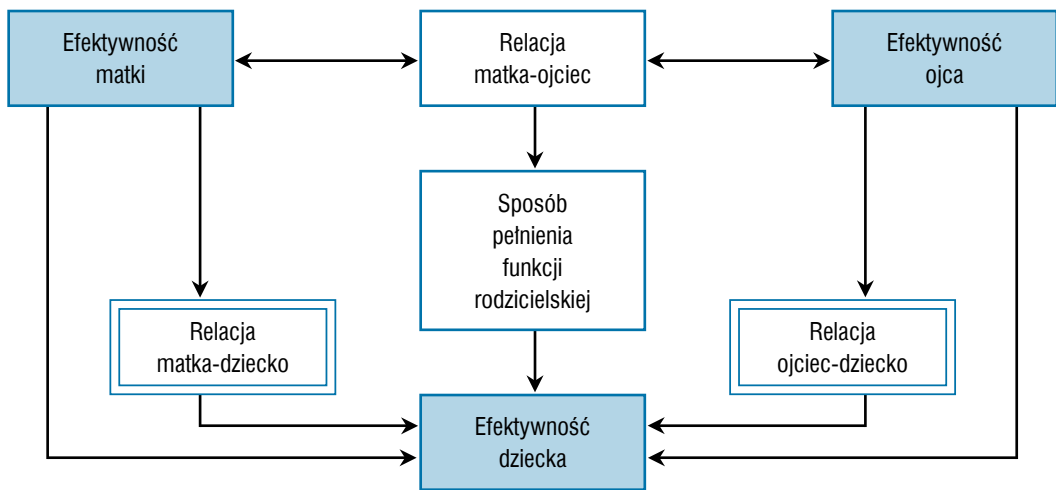 Efektywność
matki
Relacja
matka-ojciec
Efektywność
ojca
Sposób
pełnienia
funkcji
rodzicielskiej
Relacja
matka-dziecko
Relacja
ojciec-dziecko
Efektywność
dziecka